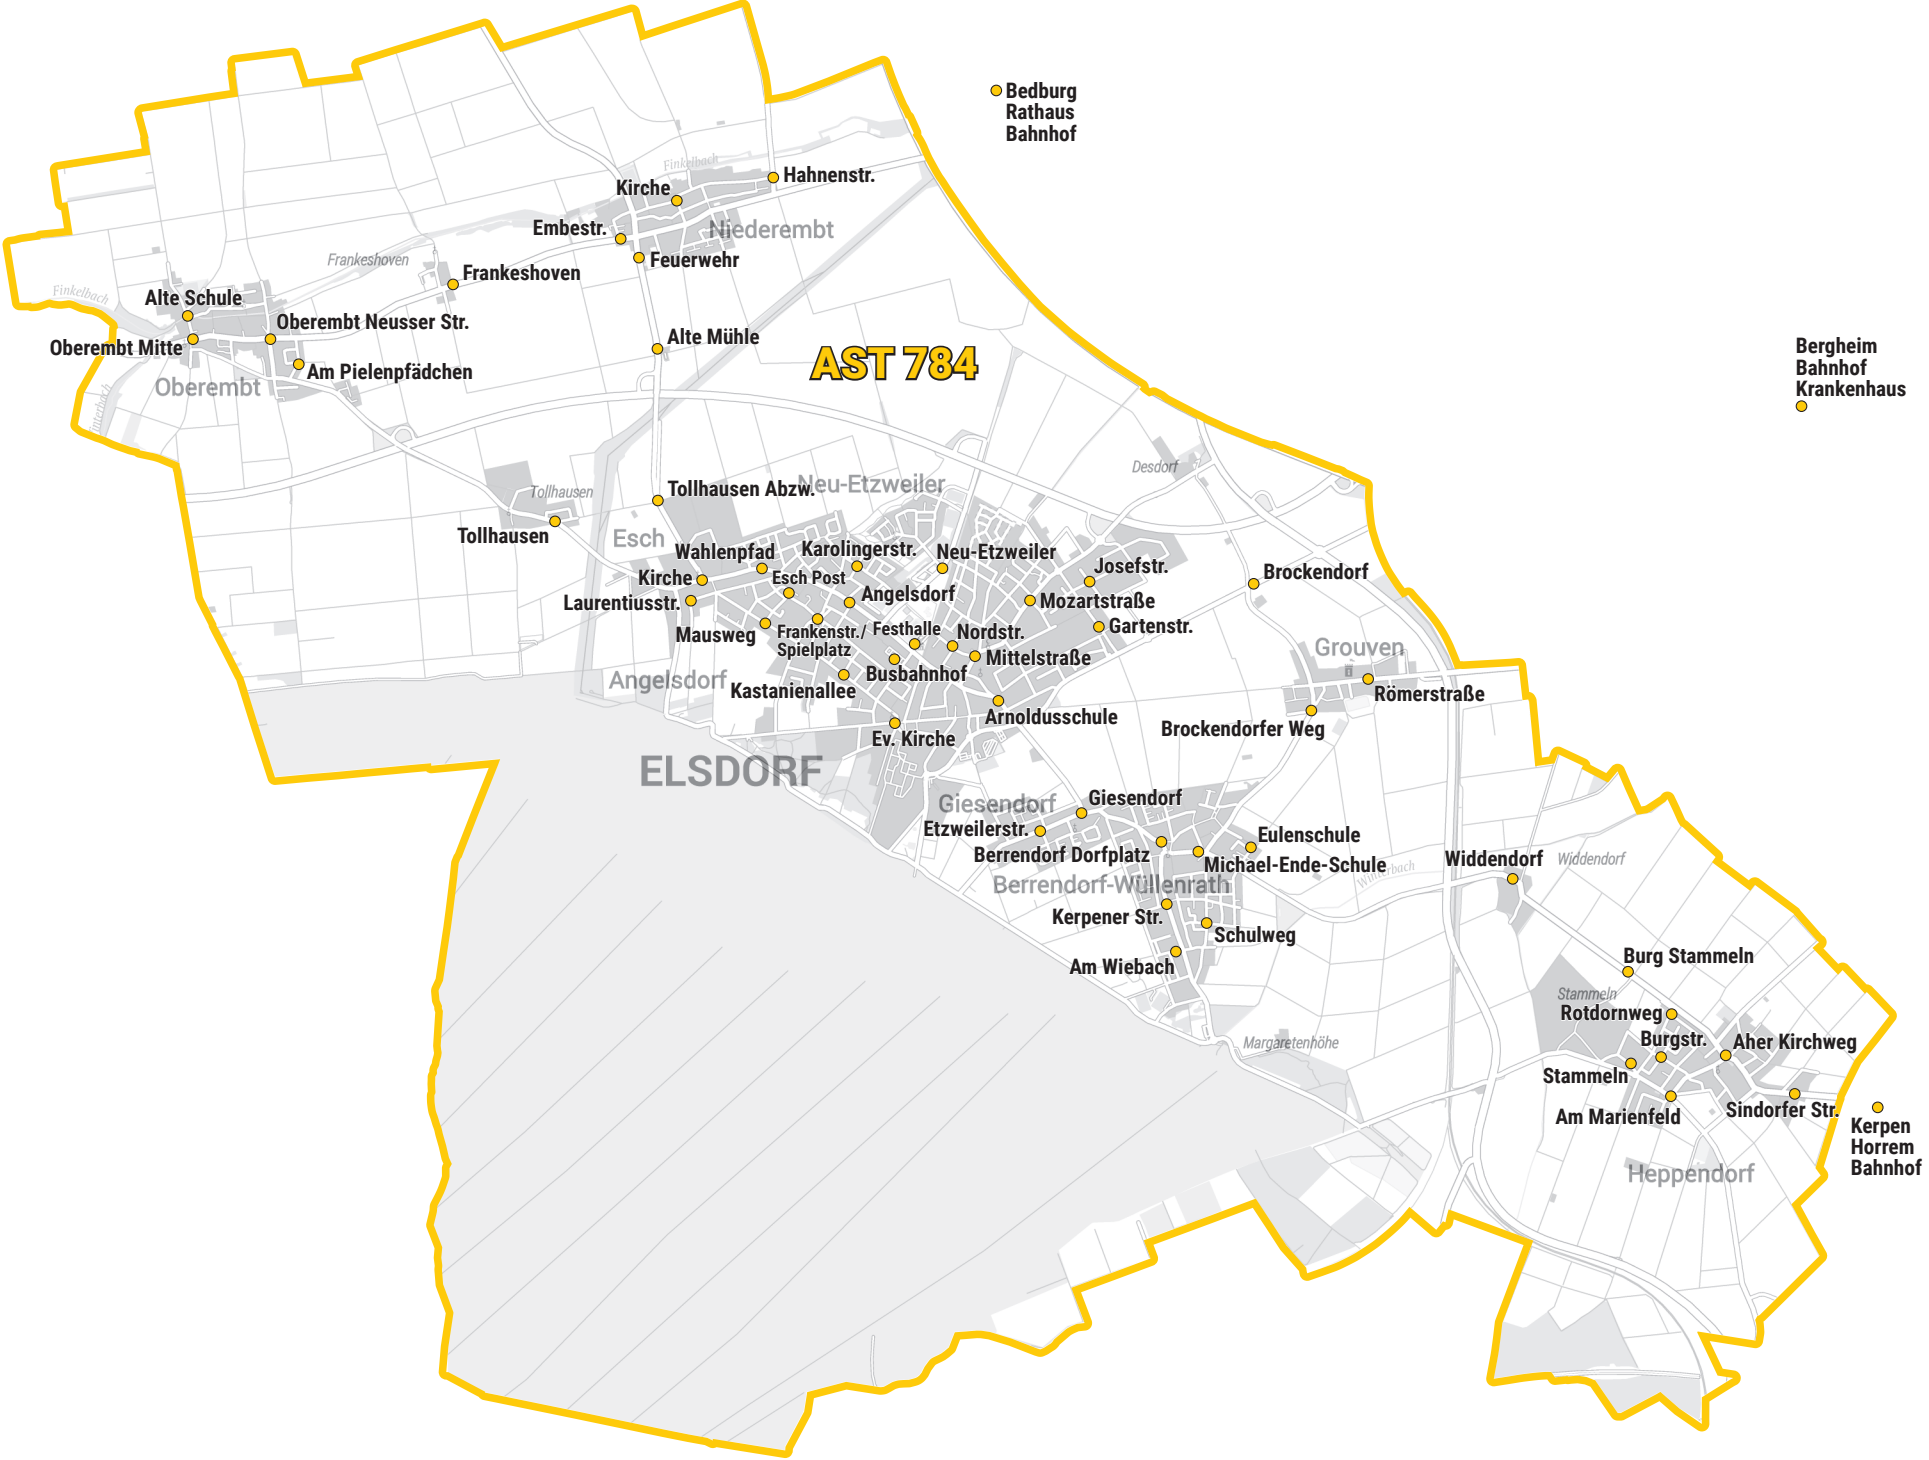 Bedburg
Rathaus
Bahnhof
Finkelbach
Hahnenstr.
Kirche
Embestr.
Niederembt
Feuerwehr
Frankeshoven
Frankeshoven
Finkelbach
Alte Schule
Oberembt Neusser Str.
Oberembt Mitte
Am Pielenpfädchen
Oberembt
Alte Mühle
AST 784
Bergheim
Bahnhof
Krankenhaus
Desdorf
Neu-Etzweiler
Tollhausen Abzw.
Tollhausen
Tollhausen
Esch
Wahlenpfad
Karolingerstr.
Neu-Etzweiler
Josefstr.
Brockendorf
Kirche
Esch Post
Angelsdorf
Laurentiusstr.
Mozartstraße
Mausweg
Frankenstr./
Spielplatz
Festhalle
Nordstr.
Gartenstr.
Mittelstraße
Busbahnhof
Angelsdorf
Kastanienallee
Grouven
Römerstraße
Brockendorfer Weg
Arnoldusschule
Ev. Kirche
ELSDORF
Giesendorf
Giesendorf
Etzweilerstr.
Eulenschule
Berrendorf Dorfplatz
Michael-Ende-Schule
Winterbach
Widdendorf
Widdendorf
Berrendorf-Wüllenrath
Kerpener Str.
Schulweg
Am Wiebach
Burg Stammeln
Stammeln
Rotdornweg
Margaretenhöhe
Burgstr.
Aher Kirchweg
Stammeln
Am Marienfeld
Sindorfer Str.
Kerpen
Horrem
Bahnhof
Heppendorf